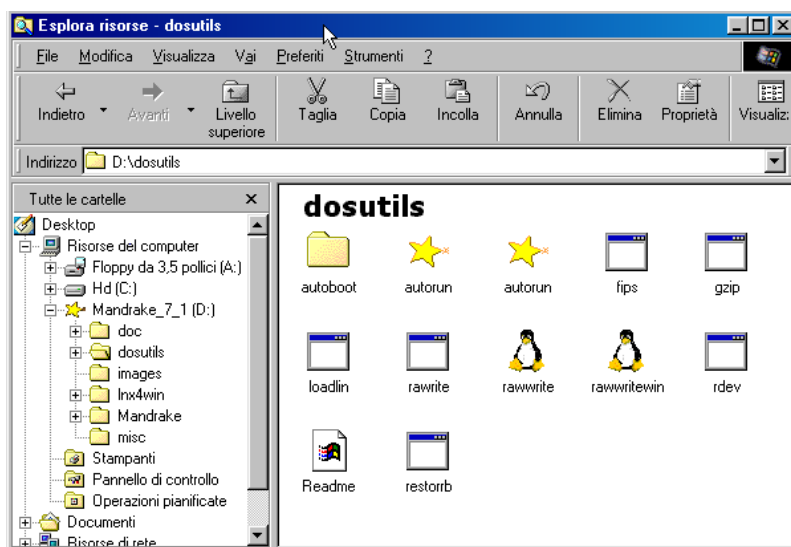 Esplora risorse - dosutils
File Modifica Visualizza Vai Preferiti Strumenti ?
Indietro Avanti Livello superiore Taglia Copia Incolla Annulla Elimina Proprietà Visualiz:
Indirizzo D:\dosutils
Tutte le cartelle
Desktop
Risorse del computer
Floppy da 3,5 pollici (A:)
Hd (C:)
Mandrake_7_1 (D:)
doc
dosutils
images
lnx4win
Mandrake
misc
Stampanti
Pannello di controllo
Operazioni pianificate
Documenti
Risorse di rete
dosutils
autoboot autorun autorun fips gzip
loadlin rawrite rawwrite rawwritewin rdev
Readme restorrb